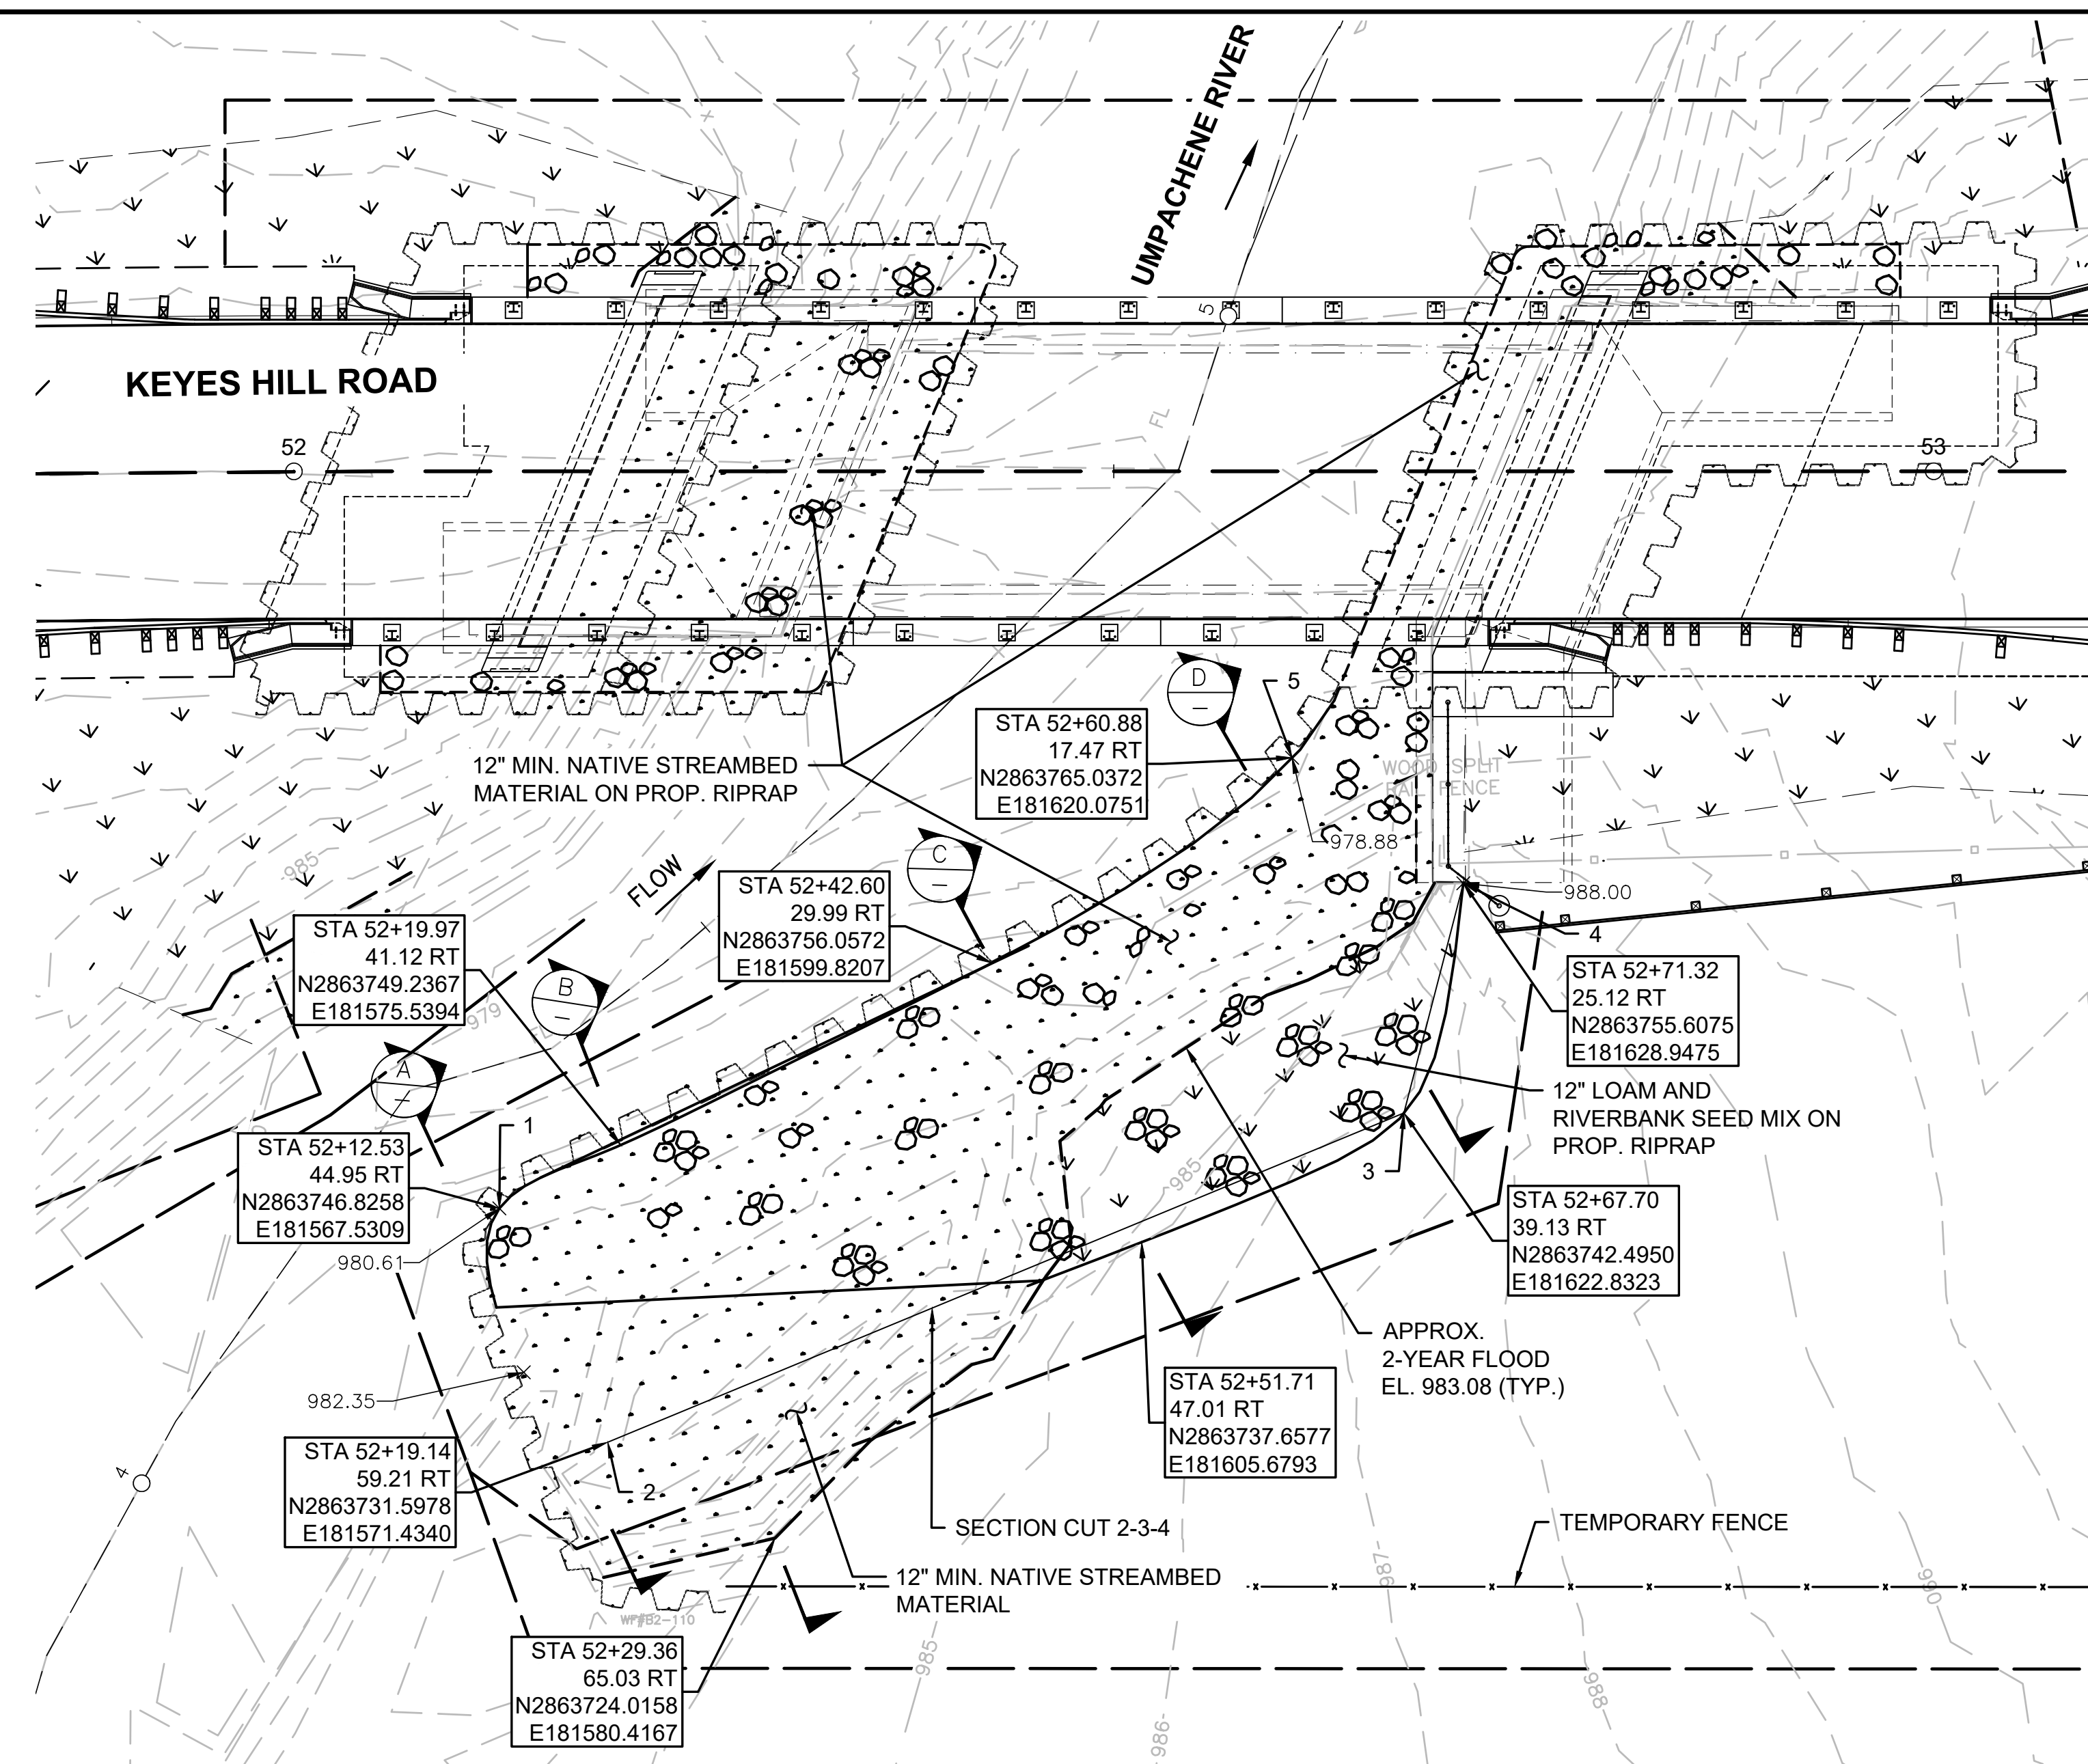 UMPACHENE RIVER
5
KEYES HILL ROAD
FL
52
53
D
–
5
STA 52+60.88
17.47 RT
N2863765.0372
E181620.0751
12" MIN. NATIVE STREAMBED
MATERIAL ON PROP. RIPRAP
WOOD SPLIT
RAIL FENCE
978.88
985
C
–
FLOW
STA 52+42.60
29.99 RT
N2863756.0572
E181599.8207
988.00
4
STA 52+19.97
41.12 RT
N2863749.2367
E181575.5394
979
B
–
STA 52+71.32
25.12 RT
N2863755.6075
E181628.9475
A
–
12" LOAM AND
RIVERBANK SEED MIX ON
PROP. RIPRAP
1
STA 52+12.53
44.95 RT
N2863746.8258
E181567.5309
985
3
STA 52+67.70
39.13 RT
N2863742.4950
E181622.8323
980.61
APPROX.
2-YEAR FLOOD
EL. 983.08 (TYP.)
982.35
STA 52+51.71
47.01 RT
N2863737.6577
E181605.6793
4
STA 52+19.14
59.21 RT
N2863731.5978
E181571.4340
2
SECTION CUT 2-3-4
TEMPORARY FENCE
12" MIN. NATIVE STREAMBED
MATERIAL
987
990
WF#B2-110
STA 52+29.36
65.03 RT
N2863724.0158
E181580.4167
985
986
988